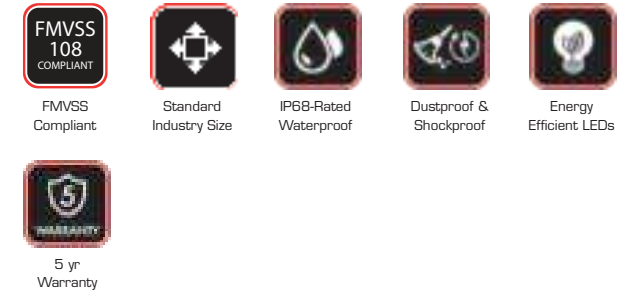 FMVSS
108
COMPLIANT
FMVSS
Compliant
Standard
Industry Size
IP68-Rated
Waterproof
Dustproof &
Shockproof
Energy
Efficient LEDs
5
WARRANTY
5 yr
Warranty